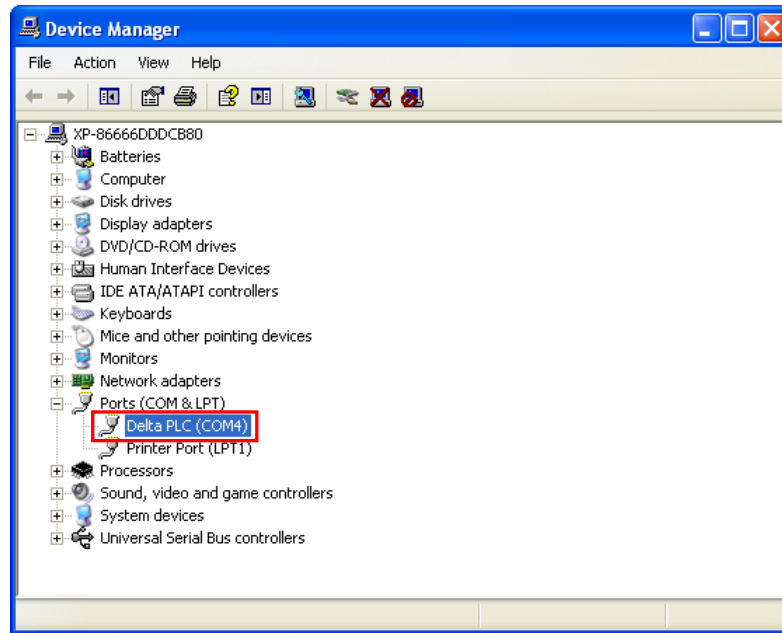 Device Manager
File Action View Help
XP-86666DDDCB80
Batteries
Computer
Disk drives
Display adapters
DVD/CD-ROM drives
Human Interface Devices
IDE ATA/ATAPI controllers
Keyboards
Mice and other pointing devices
Monitors
Network adapters
Ports (COM & LPT)
Delta PLC (COM4)
Printer Port (LPT1)
Processors
Sound, video and game controllers
System devices
Universal Serial Bus controllers